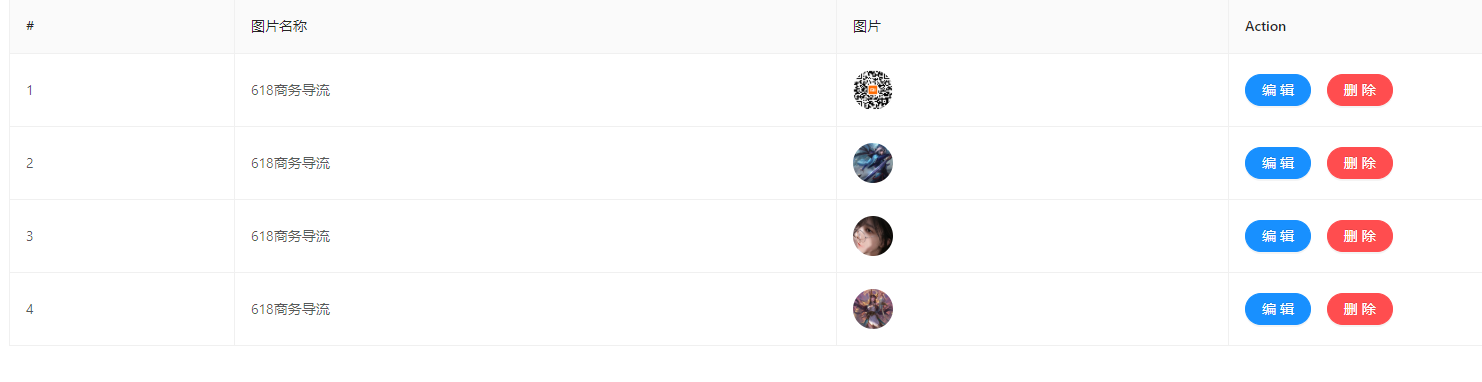 # 图片名称 图片 Action
1 618商务导流 编 辑 删 除
2 618商务导流 编 辑 删 除
3 618商务导流 编 辑 删 除
4 618商务导流 编 辑 删 除